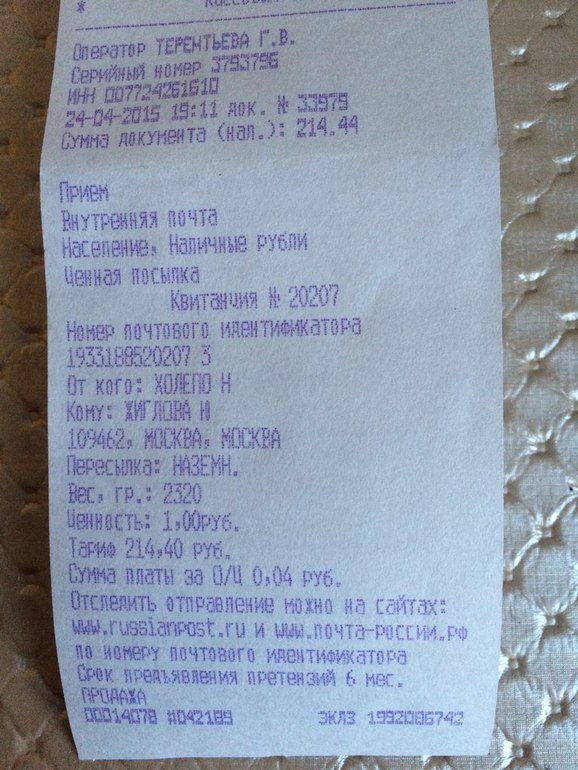 *
Оператор ТЕРЕНТЬЕВА Г.В.
Серийный номер 3793796
ИНН 007724261610
24-04-2015 19:11 док. № 33979
Сумма документа (нал.): 214.44
Прием
Внутренняя почта
Население, Наличные рубли
Ценная посылка
Квитанция № 20207
Номер почтового идентификатора
1933188520207 3
От кого: ХОЛЕПО Н
Кому: ЖИГЛОВА Н
109462, МОСКВА, МОСКВА
Пересылка: НАЗЕМН.
Вес, гр.: 2320
Ценность: 1,00руб.
Тариф 214,40 руб.
Сумма платы за О/Ц 0,04 руб.
Отследить отправление можно на сайтах:
www.russianpost.ru и www.почта-россии.рф
по номеру почтового идентификатора
Срок предъявления претензий 6 мес.
ПРОДАЖА
00014078 #042189 ЭКЛЗ 1992086742